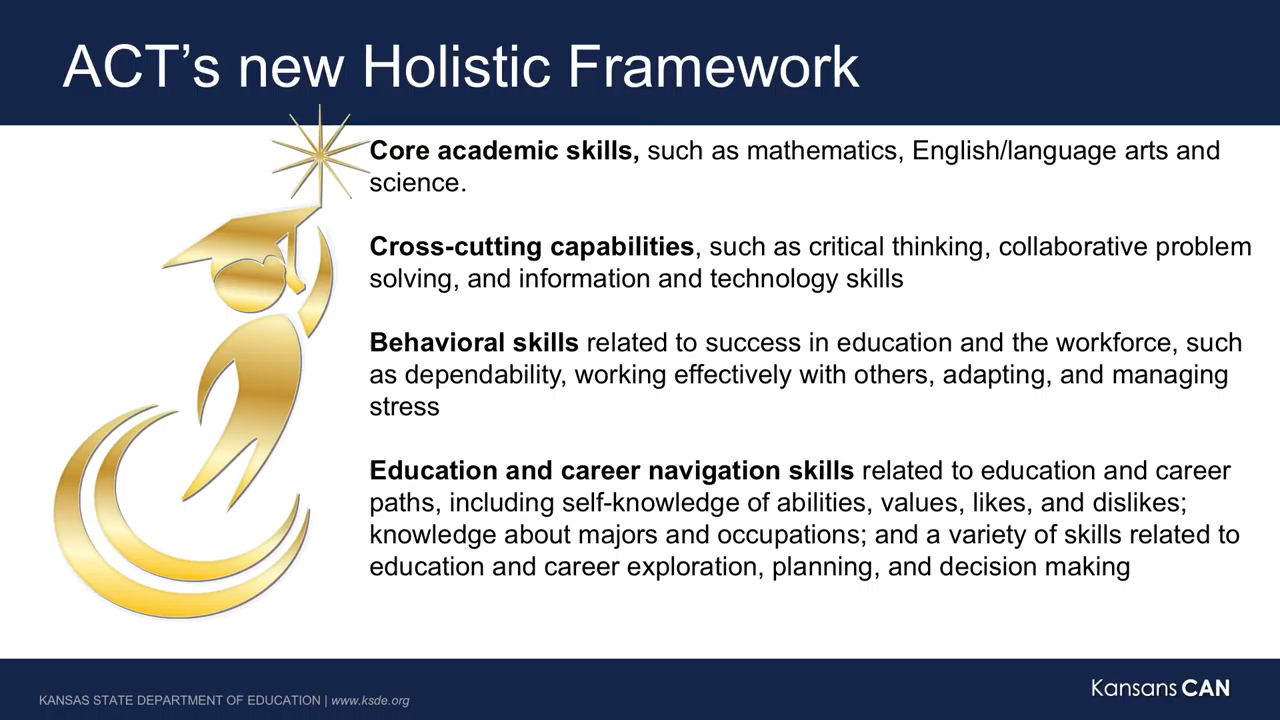 ACT’s new Holistic Framework
Core academic skills, such as mathematics, English/language arts and
science.
Cross-cutting capabilities, such as critical thinking, collaborative problem
solving, and information and technology skills
Behavioral skills related to success in education and the workforce, such
as dependability, working effectively with others, adapting, and managing
stress
Education and career navigation skills related to education and career
paths, including self-knowledge of abilities, values, likes, and dislikes;
knowledge about majors and occupations; and a variety of skills related to
education and career exploration, planning, and decision making
KANSAS STATE DEPARTMENT OF EDUCATION | www.ksde.org
KansansCAN